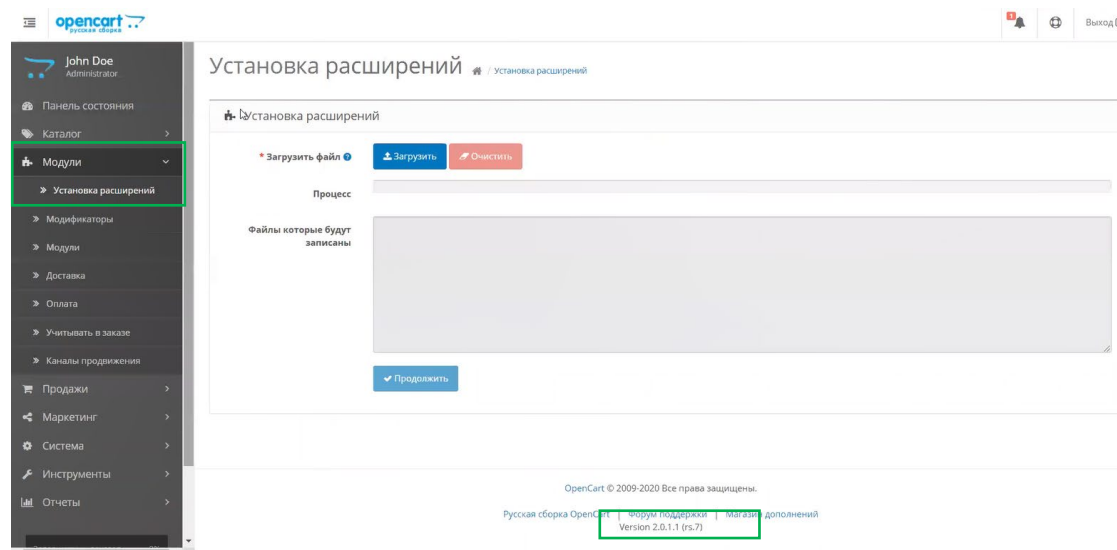 opencart
русская сборка
1
Выход
John Doe
Administrator
Установка расширений / Установка расширений
Панель состояния
Каталог
Модули
Установка расширений
Модификаторы
Модули
Доставка
Оплата
Учитывать в заказе
Каналы продвижения
Продажи
Маркетинг
Система
Инструменты
Отчеты
Установка расширений
* Загрузить файл ?
Загрузить
Очистить
Процесс
Файлы которые будут
записаны
Продолжить
OpenCart © 2009-2020 Все права защищены.
Русская сборка OpenCart | Форум поддержки | Магазин дополнений
Version 2.0.1.1 (rs.7)